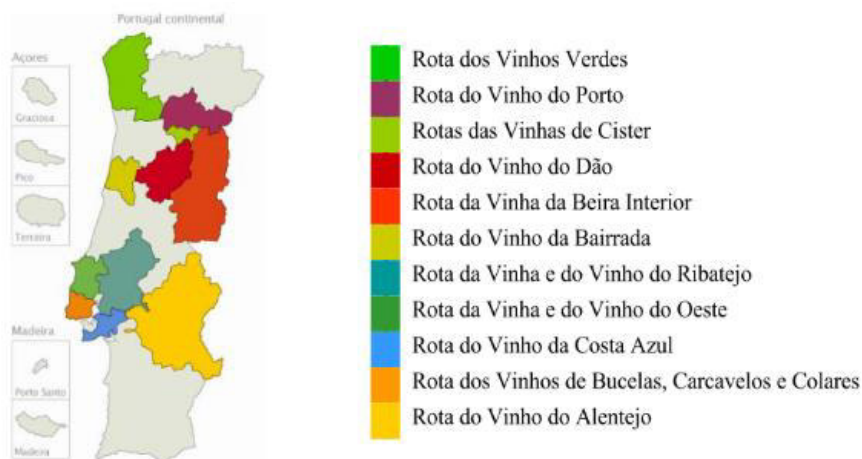 Portugal continental
Açores
Graciosa
Pico
Terceira
Madeira
Porto Santo
Madeira
Rota dos Vinhos Verdes
Rota do Vinho do Porto
Rotas das Vinhas de Cister
Rota do Vinho do Dão
Rota da Vinha da Beira Interior
Rota do Vinho da Bairrada
Rota da Vinha e do Vinho do Ribatejo
Rota da Vinha e do Vinho do Oeste
Rota do Vinho da Costa Azul
Rota dos Vinhos de Bucelas, Carcavelos e Colares
Rota do Vinho do Alentejo